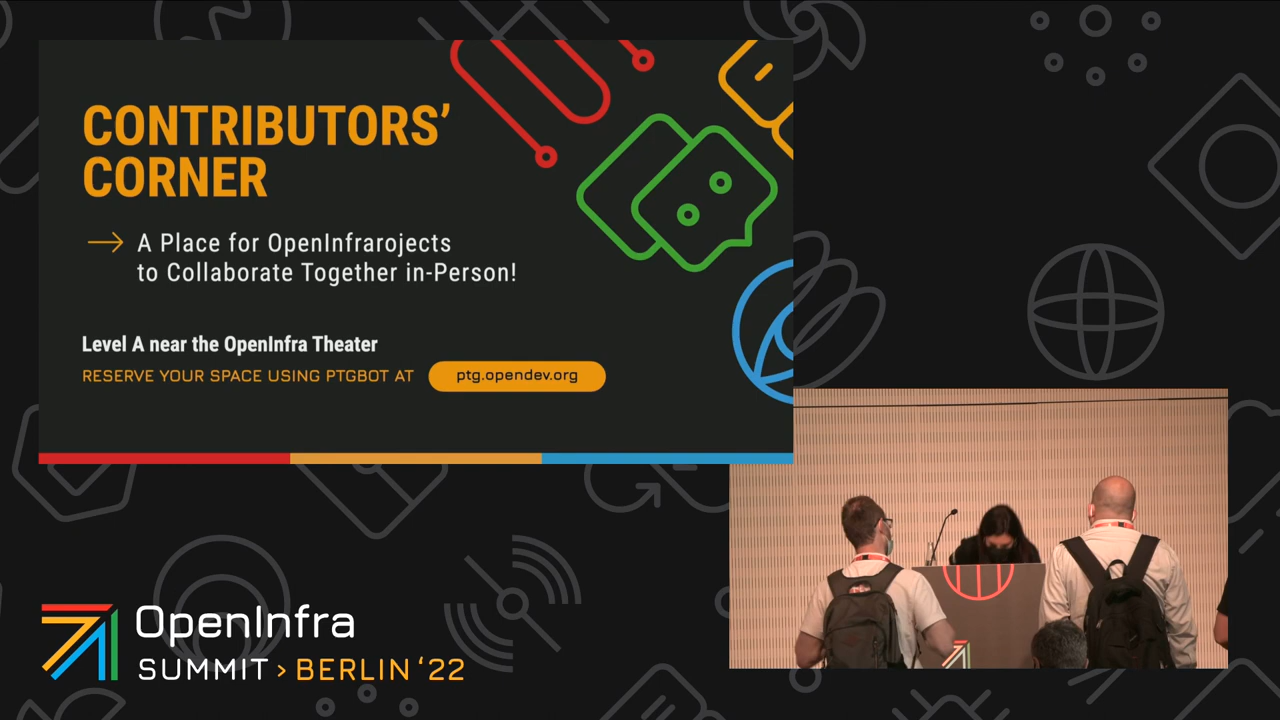 CONTRIBUTORS’
CORNER
A Place for OpenInfrarojects
to Collaborate Together in-Person!
Level A near the OpenInfra Theater
RESERVE YOUR SPACE USING PTGBOT AT ptg.opendev.org
OpenInfra
SUMMIT > BERLIN ‘22